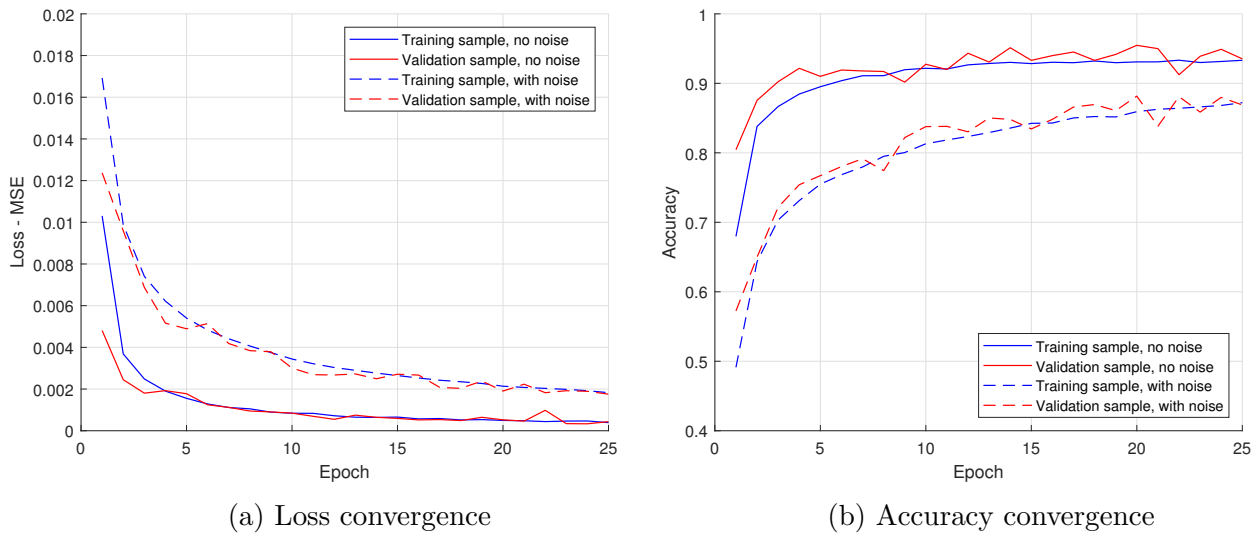 0.02
0.018
0.016
0.014
0.012
0.01
0.008
0.006
0.004
0.002
0
0
5
10
15
20
25
Loss - MSE
Epoch
Training sample, no noise
Validation sample, no noise
Training sample, with noise
Validation sample, with noise
(a) Loss convergence
1
0.9
0.8
0.7
0.6
0.5
0.4
0
5
10
15
20
25
Accuracy
Epoch
Training sample, no noise
Validation sample, no noise
Training sample, with noise
Validation sample, with noise
(b) Accuracy convergence